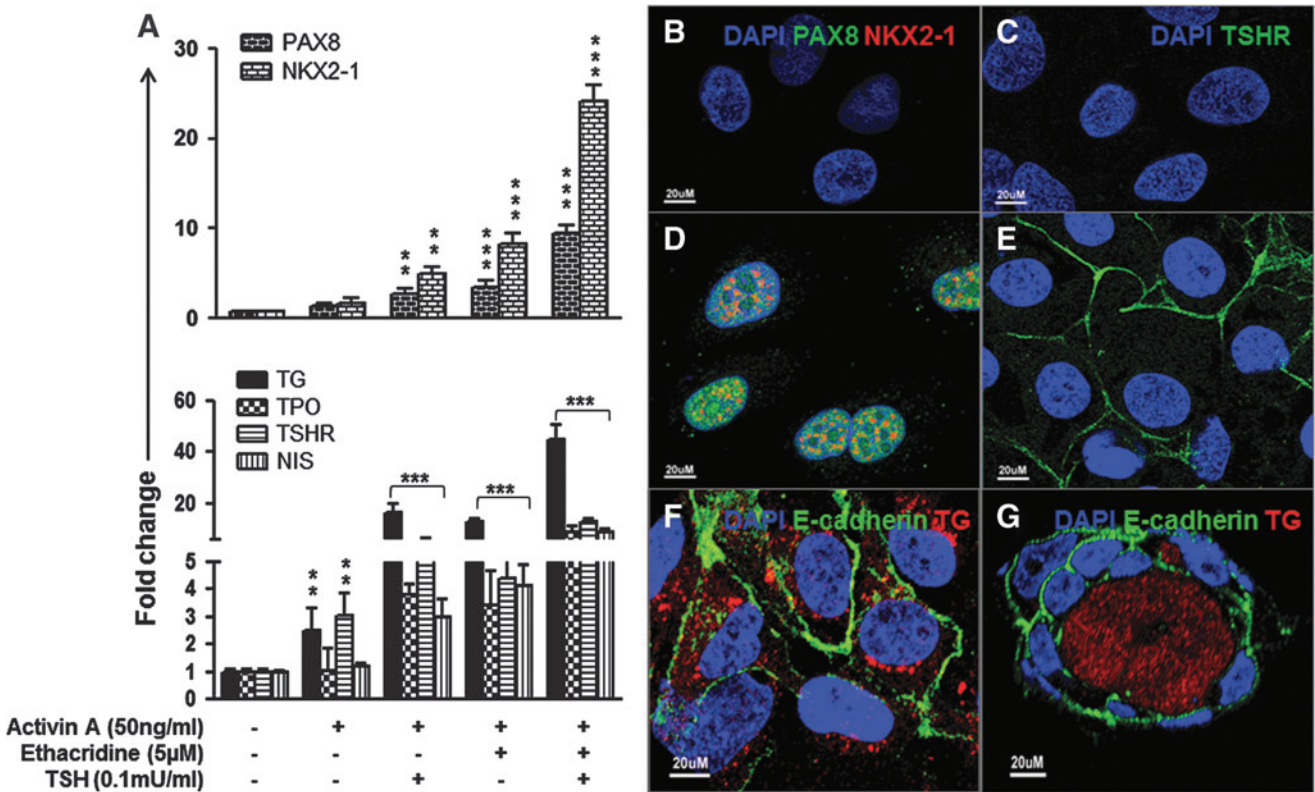 A
Fold change
30
20
10
0
PAX8
NKX2-1
** ** *** *** *** ***
60
40
20
5
4
3
2
1
0
TG
TPO
TSHR
NIS
** ** *** *** ***
Activin A (50ng/ml) - + + + +
Ethacridine (5µM) - - - + +
TSH (0.1mU/ml) - - + - +
B DAPI PAX8 NKX2-1
20uM
C DAPI TSHR
20uM
D
20uM
E
20uM
F DAPI E-cadherin TG
20uM
G DAPI E-cadherin TG
20uM